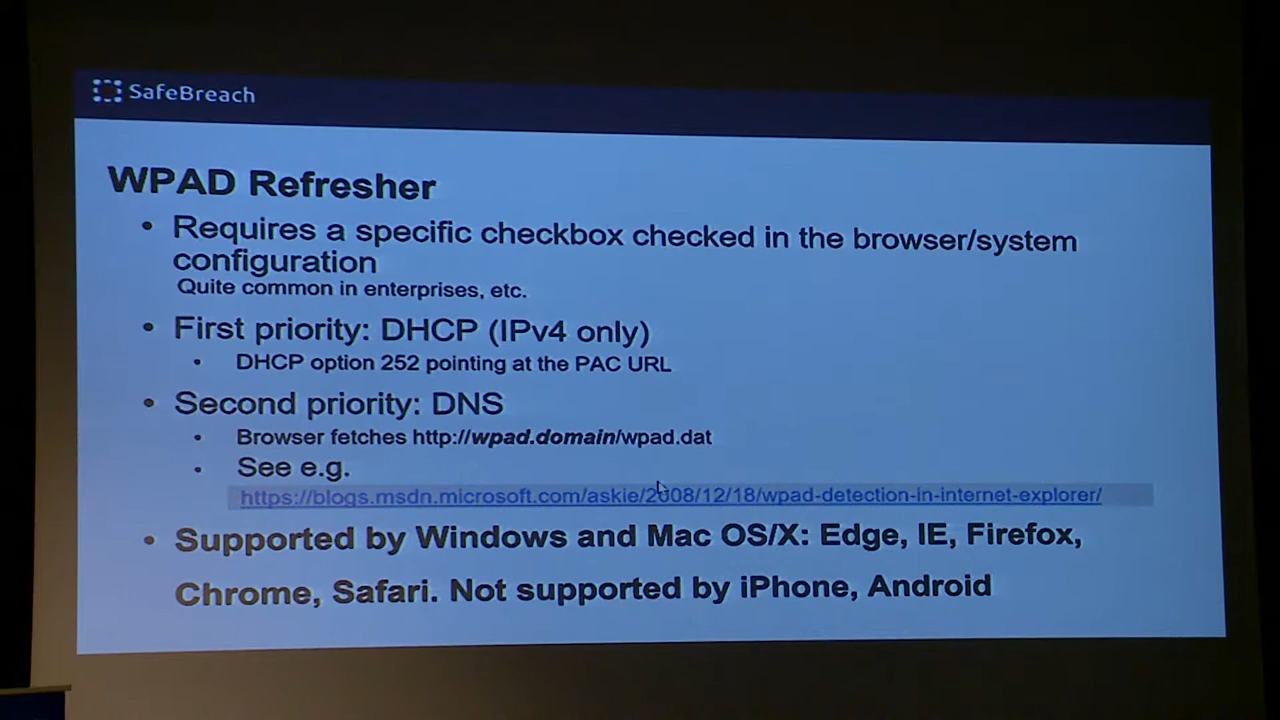 SafeBreach
WPAD Refresher
• Requires a specific checkbox checked in the browser/system
configuration
Quite common in enterprises, etc.
• First priority: DHCP (IPv4 only)
• DHCP option 252 pointing at the PAC URL
• Second priority: DNS
• Browser fetches http://wpad.domain/wpad.dat
• See e.g.
https://blogs.msdn.microsoft.com/askie/2008/12/18/wpad-detection-in-internet-explorer/
• Supported by Windows and Mac OS/X: Edge, IE, Firefox,
Chrome, Safari. Not supported by iPhone, Android